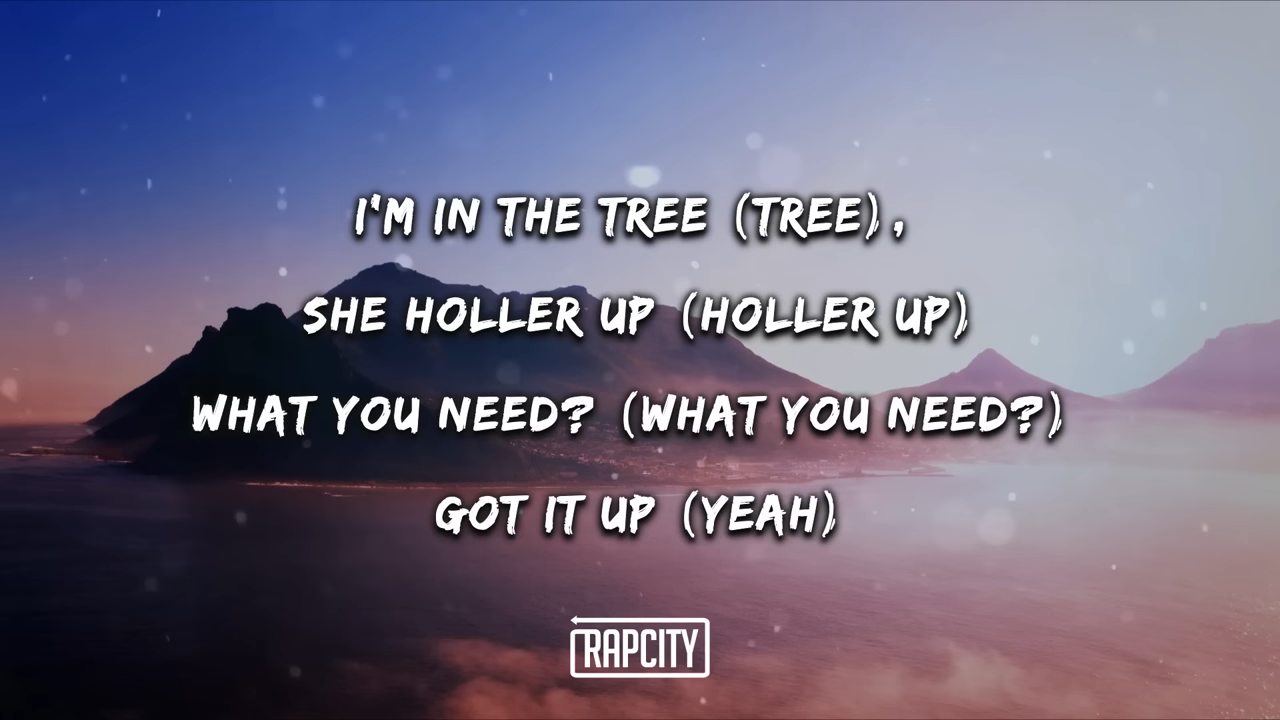 I'M IN THE TREE (TREE),
SHE HOLLER UP (HOLLER UP)
WHAT YOU NEED? (WHAT YOU NEED?)
GOT IT UP (YEAH)
RAPCITY